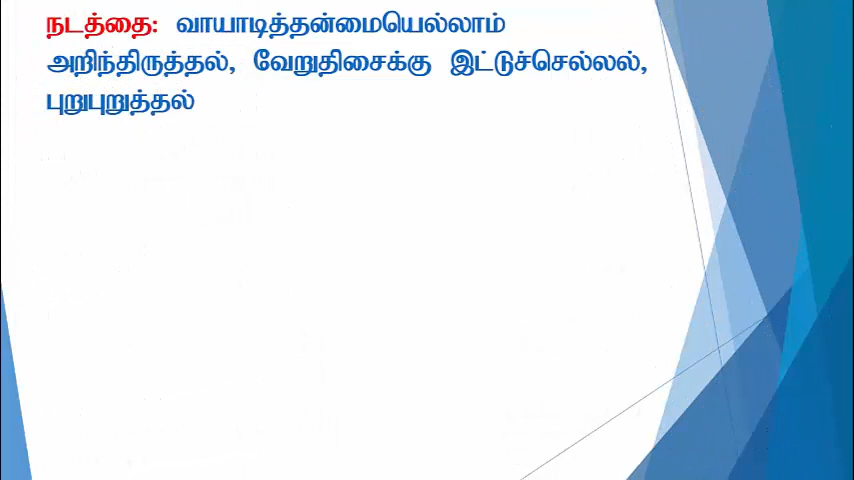 நடத்தை: வாயாடித்தன்மையெல்லாம்
அறிந்திருத்தல், வேறுதிசைக்கு இட்டுச்செல்லல்,
புறுபுறுத்தல்